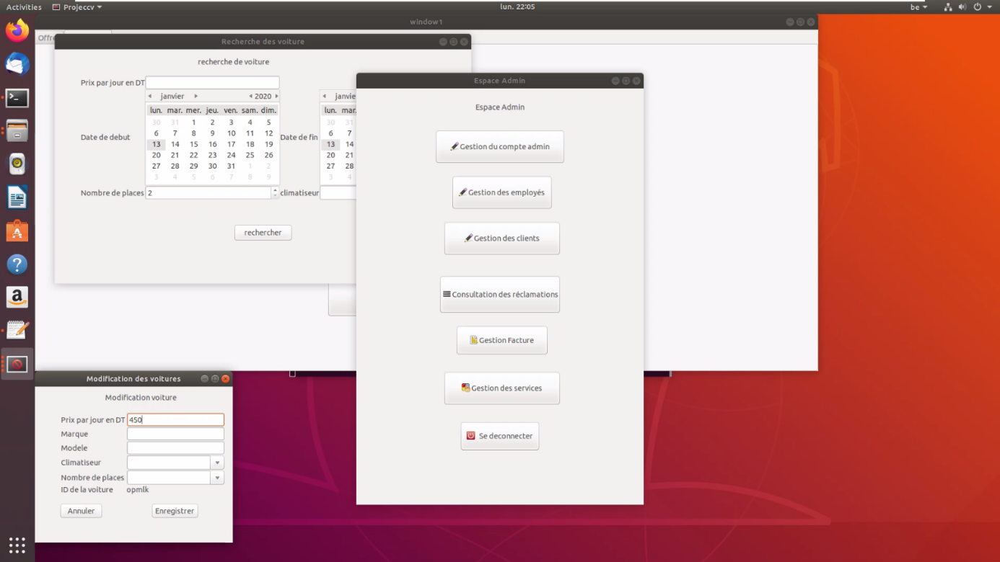 Activities Projeccv lun. 22:05 be
window1
Offre
Recherche des voiture
recherche de voiture
Prix par jour en DT
janvier 2020
lun. mar. mer. jeu. ven. sam. dim.
30 31 1 2 3 4 5
6 7 8 9 10 11 12
13 14 15 16 17 18 19
20 21 22 23 24 25 26
27 28 29 30 31 1 2
3 4 5 6 7 8 9
Date de debut
Date de fin
janvie
lun. mar.
30 31
6 7
13 14
20 21
27 28
3 4
Nombre de places 2
climatiseur
rechercher
Espace Admin
Espace Admin
Gestion du compte admin
Gestion des employés
Gestion des clients
Consultation des réclamations
Gestion Facture
Gestion des services
Se deconnecter
Modification des voitures
Modification voiture
Prix par jour en DT 450
Marque
Modele
Climatiseur
Nombre de places
ID de la voiture opmlk
Annuler Enregistrer